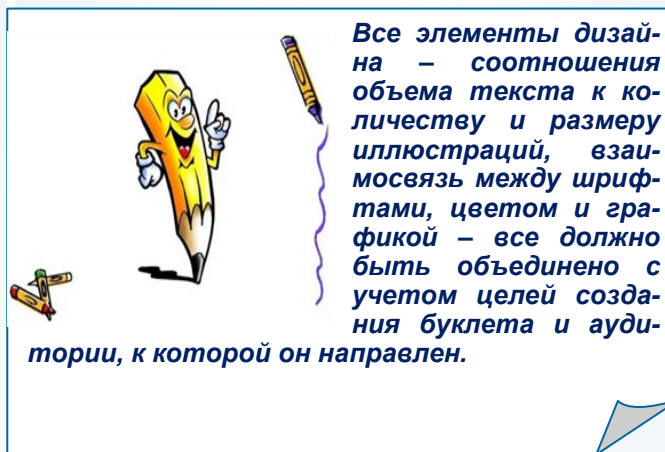 Все элементы дизай-
на – соотношения
объема текста к ко-
личеству и размеру
иллюстраций, взаи-
мосвязь между шриф-
тами, цветом и гра-
фикой – все должно
быть объединено с
учетом целей созда-
ния буклета и ауди-
тории, к которой он направлен.